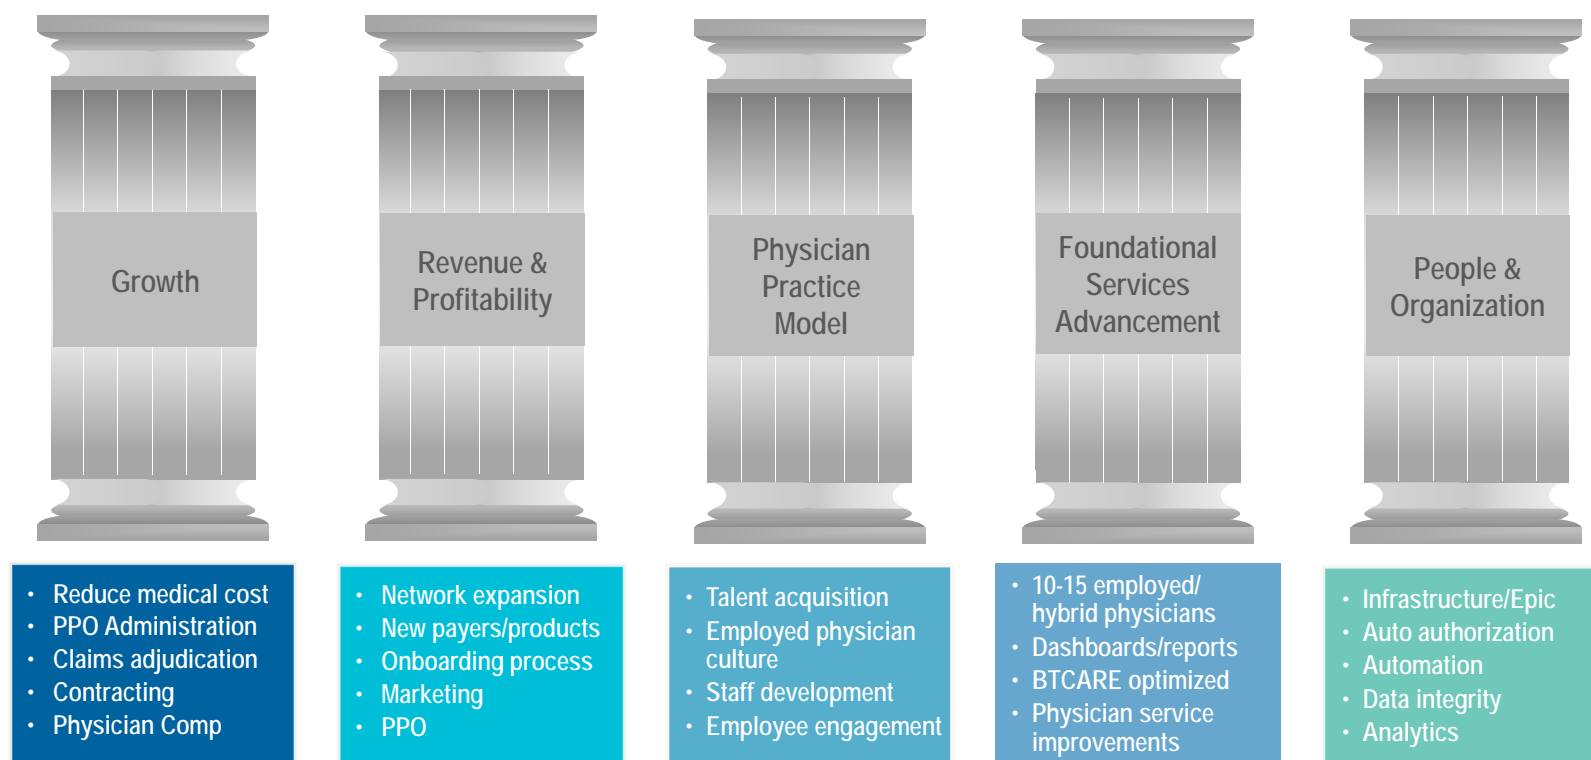 Growth
Revenue &
Profitability
Physician
Practice
Model
Foundational
Services
Advancement
People &
Organization
• Reduce medical cost
• PPO Administration
• Claims adjudication
• Contracting
• Physician Comp
• Network expansion
• New payers/products
• Onboarding process
• Marketing
• PPO
• Talent acquisition
• Employed physician
culture
• Staff development
• Employee engagement
• 10-15 employed/
hybrid physicians
• Dashboards/reports
• BTCARE optimized
• Physician service
improvements
• Infrastructure/Epic
• Auto authorization
• Automation
• Data integrity
• Analytics